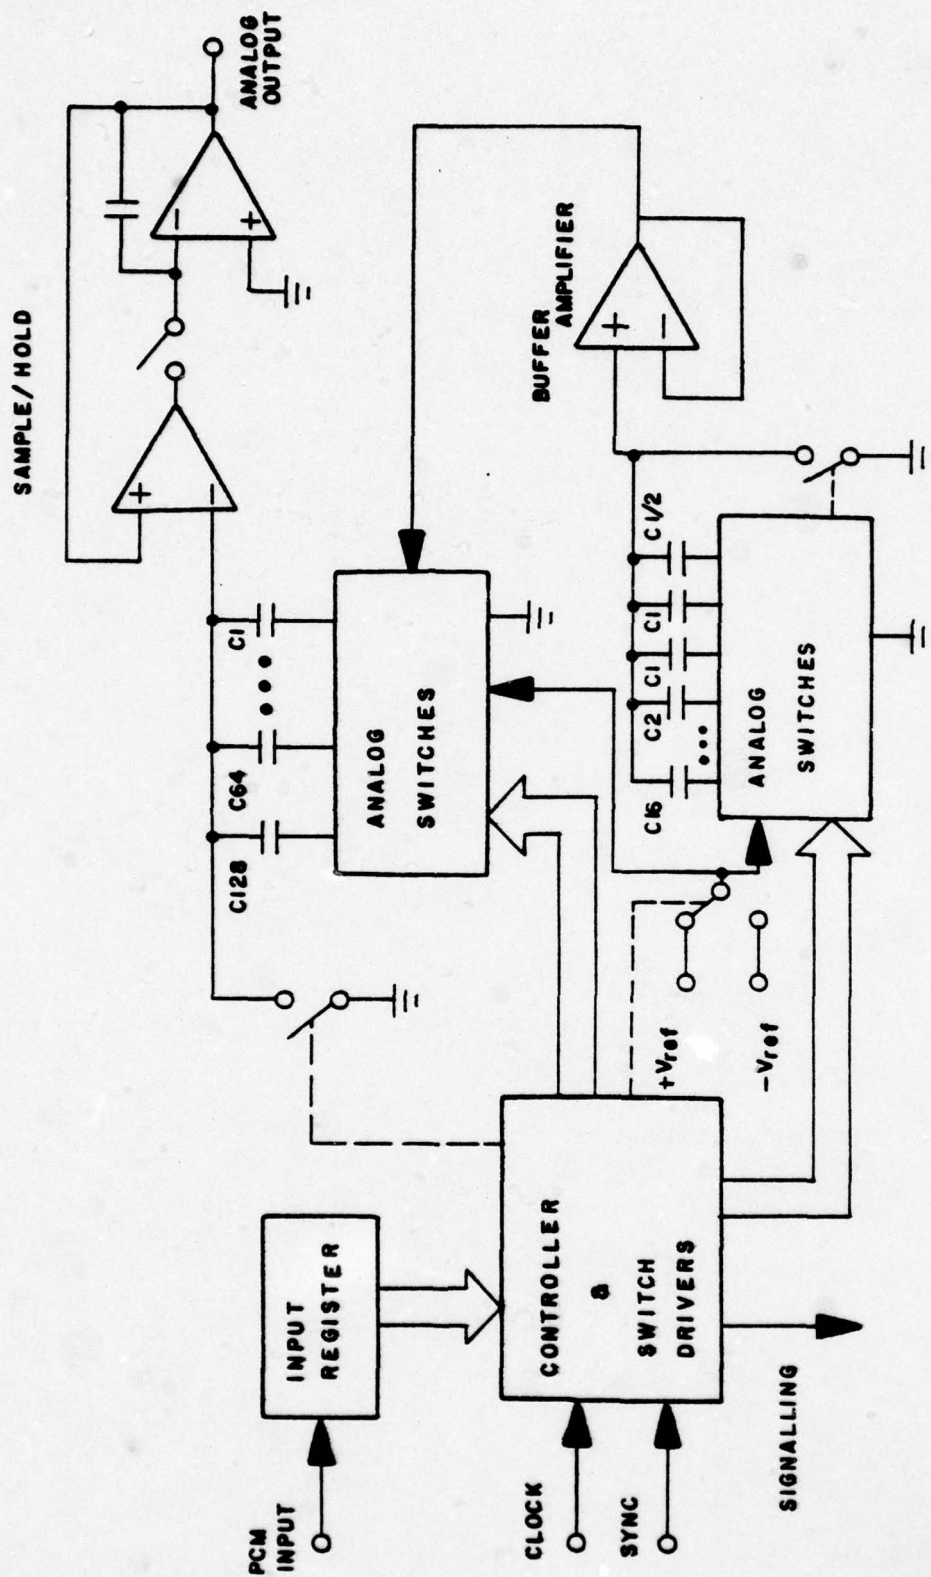 SAMPLE/HOLD
ANALOG
OUTPUT
+
−
−
+
C128
C64
C1
ANALOG
SWITCHES
BUFFER
AMPLIFIER
+
−
C16
C2
C1
C1
C1/2
ANALOG
SWITCHES
+Vref
−Vref
PCM
INPUT
INPUT
REGISTER
CLOCK
SYNC
CONTROLLER
&
SWITCH
DRIVERS
SIGNALLING